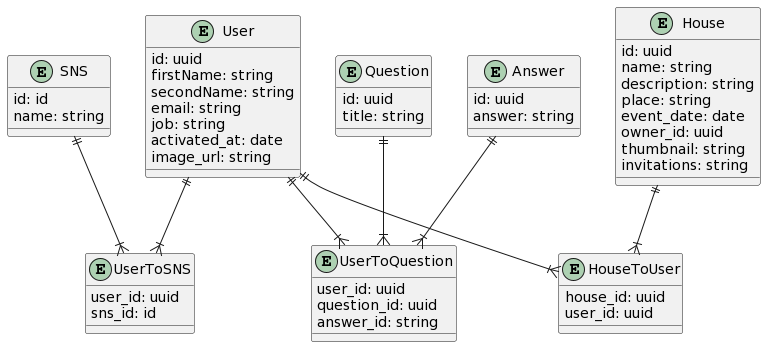 E SNS
id: id
name: string
E User
id: uuid
firstName: string
secondName: string
email: string
job: string
activated_at: date
image_url: string
E Question
id: uuid
title: string
E Answer
id: uuid
answer: string
E House
id: uuid
name: string
description: string
place: string
event_date: date
owner_id: uuid
thumbnail: string
invitations: string
E UserToSNS
user_id: uuid
sns_id: id
E UserToQuestion
user_id: uuid
question_id: uuid
answer_id: string
E HouseToUser
house_id: uuid
user_id: uuid